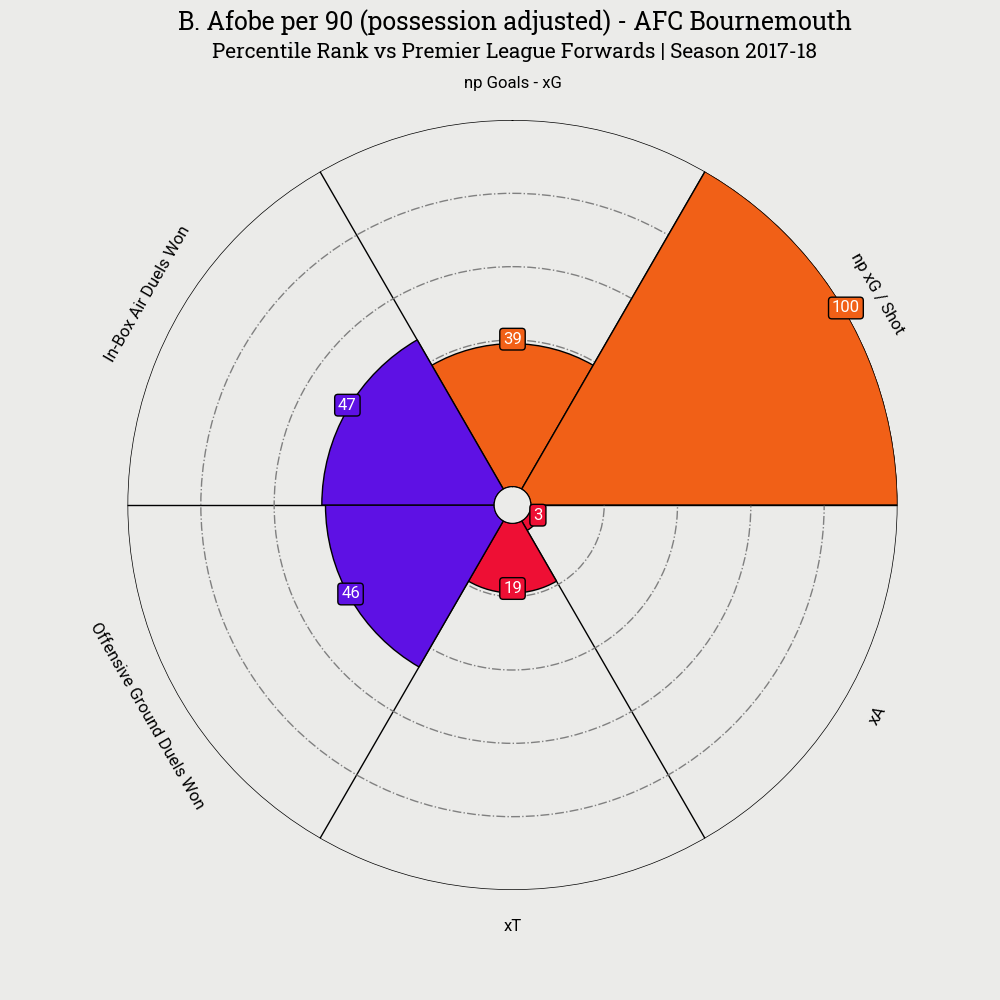 B. Afobe per 90 (possession adjusted) - AFC Bournemouth
Percentile Rank vs Premier League Forwards | Season 2017-18
np Goals - xG
In-Box Air Duels Won
np xG / Shot
100
39
47
3
19
46
Offensive Ground Duels Won
xA
xT